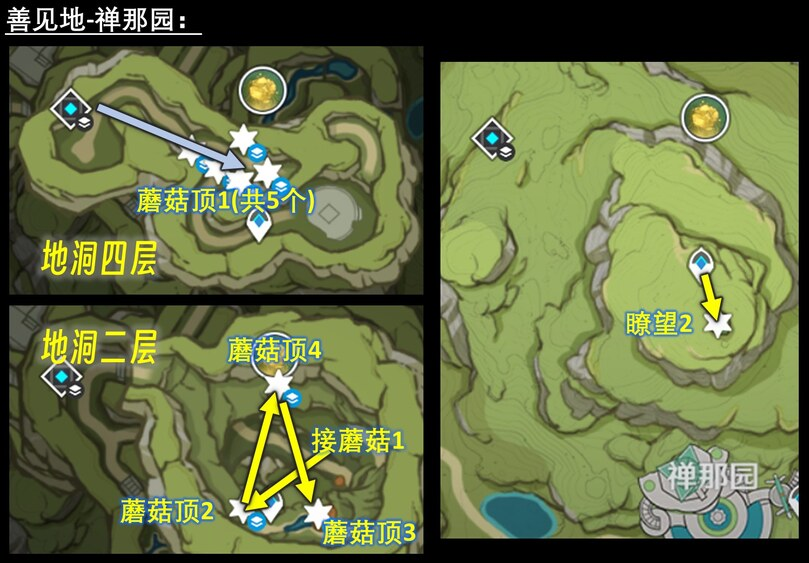 善见地-禅那园：
蘑菇顶1(共5个)
地洞四层
地洞二层
蘑菇顶4
接蘑菇1
蘑菇顶2
蘑菇顶3
瞭望2
禅那园